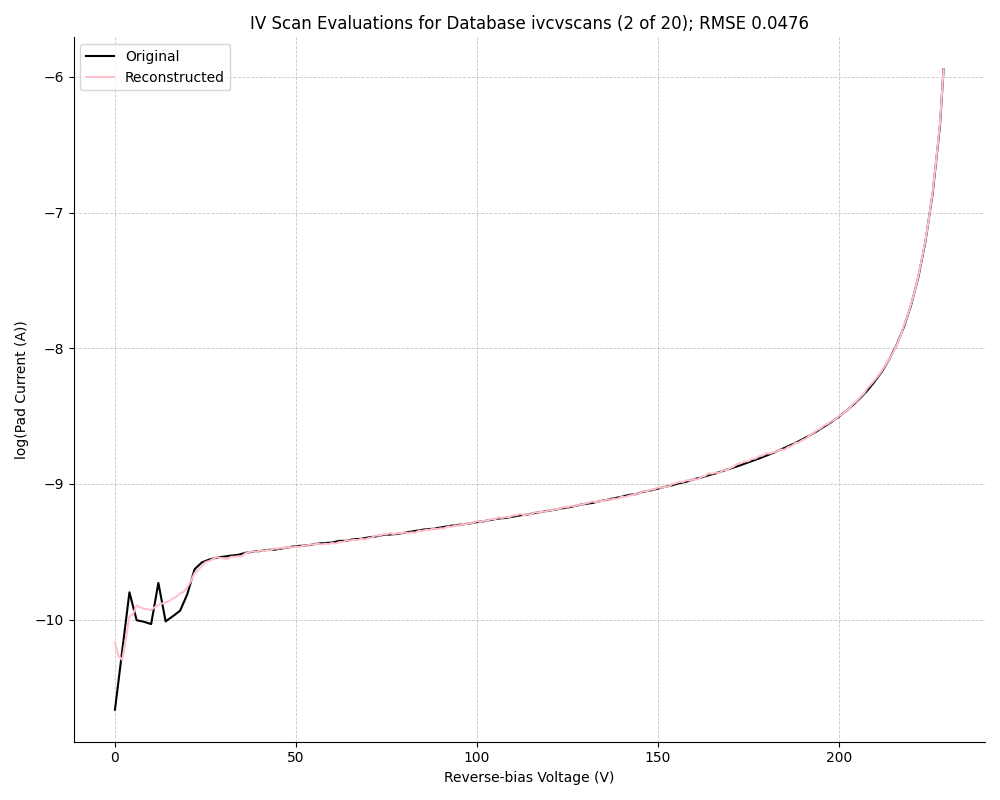 IV Scan Evaluations for Database ivcvscans (2 of 20); RMSE 0.0476
Original
Reconstructed
−6
−7
−8
−9
−10
log(Pad Current (A))
0
50
100
150
200
Reverse-bias Voltage (V)